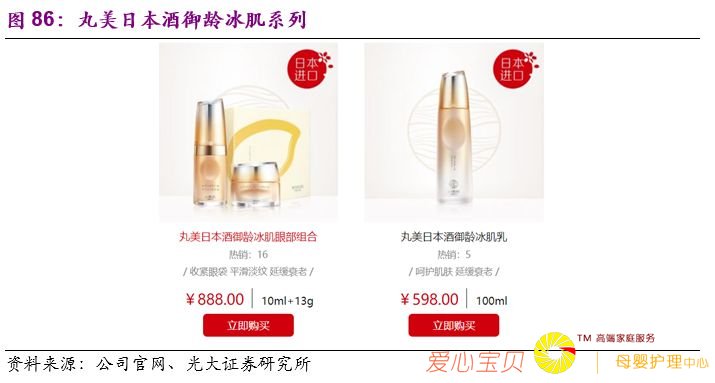 图 86：丸美日本酒御龄冰肌系列
日本
进口
日本
进口
丸美日本酒御龄冰肌眼部组合
热销：16
/ 收紧眼袋 平滑淡纹 延缓衰老 /
￥888.00 10ml+13g
立即购买
丸美日本酒御龄冰肌乳
热销：5
/ 呵护肌肤 延缓衰老 /
￥598.00 100ml
立即购买
资料来源：公司官网、光大证券研究所
爱心宝贝
TM 高端家庭服务
母婴护理中心